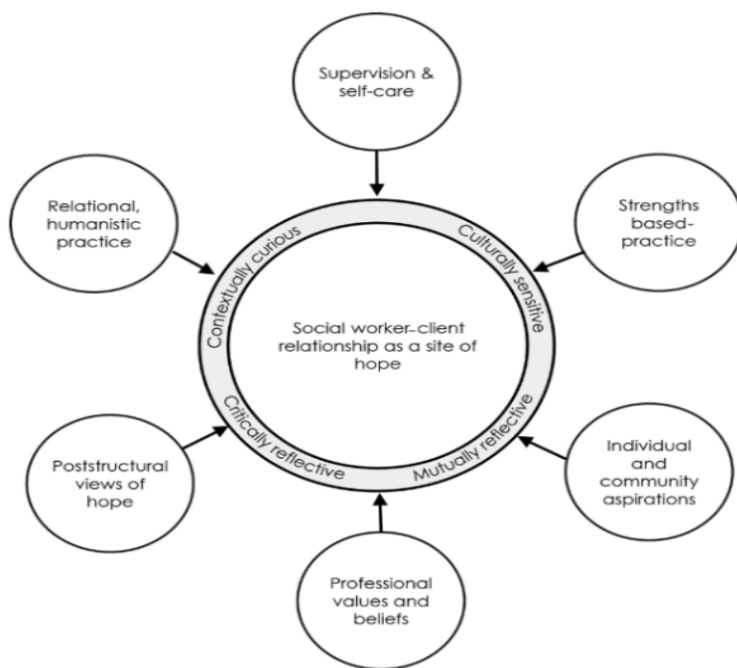 Supervision &
self-care
Relational,
humanistic
practice
Strengths
based-
practice
Contextually curious
Culturally sensitive
Social worker-client
relationship as a site of
hope
Critically reflective
Mutually reflective
Poststructural
views of
hope
Individual and
community
aspirations
Professional
values and
beliefs